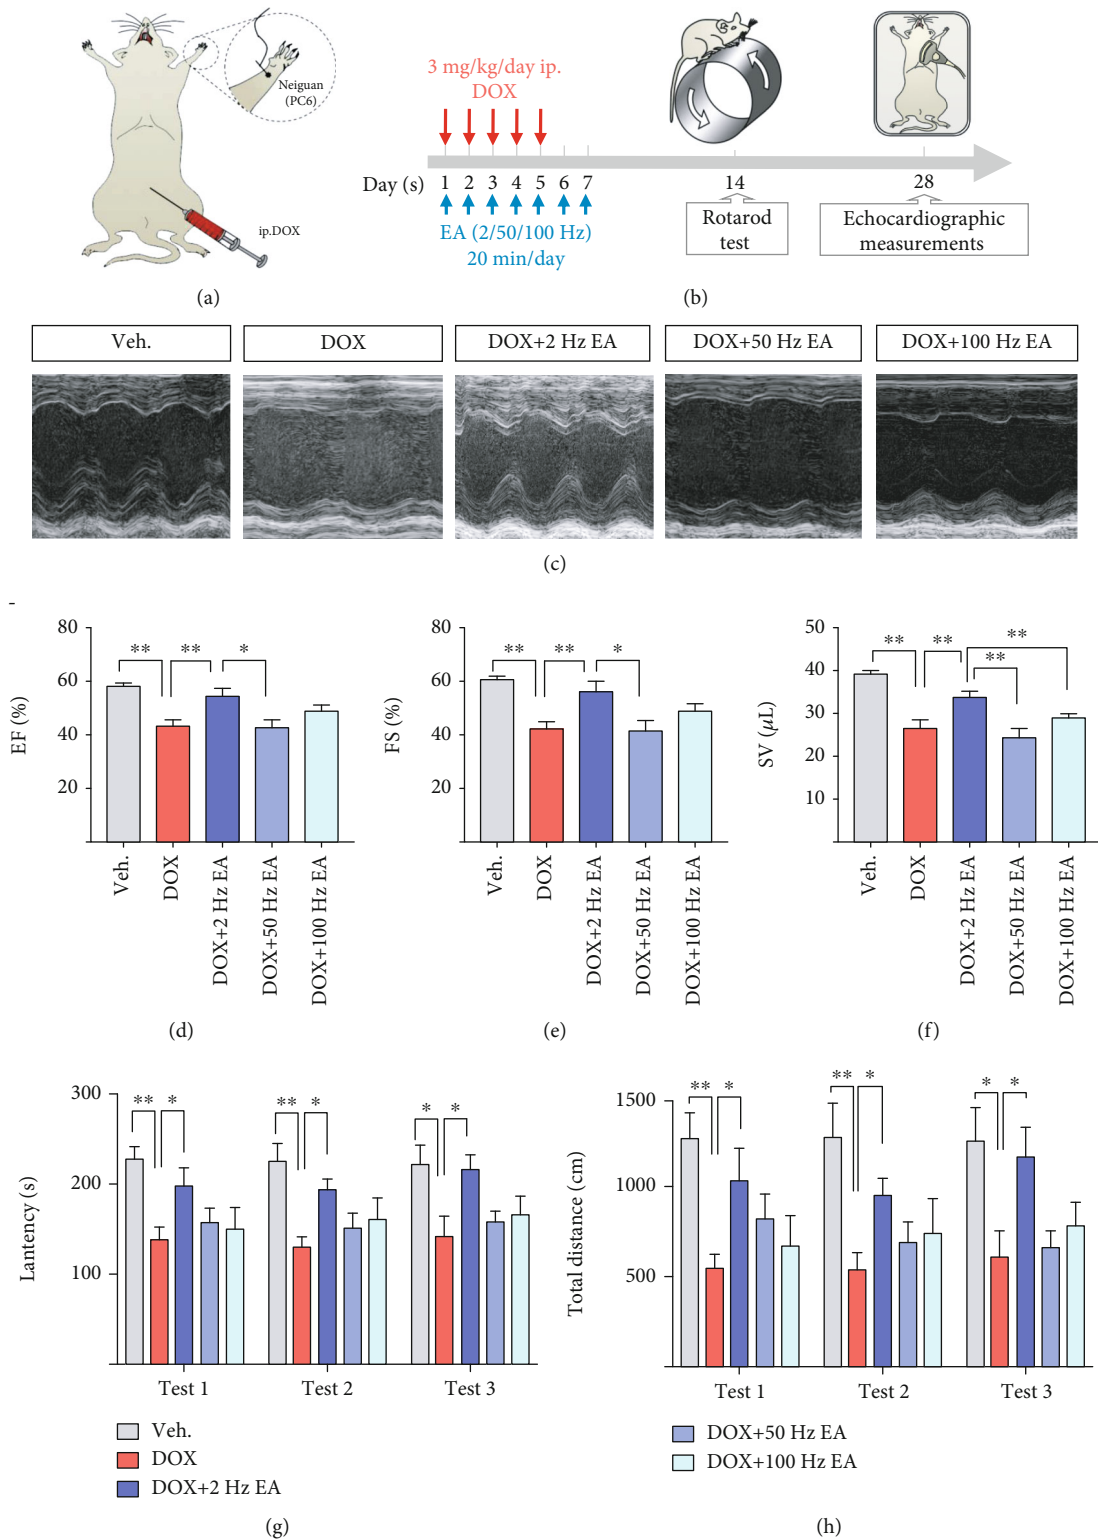 Neiguan
(PC6)
ip.DOX
(a)
3 mg/kg/day ip.
DOX
Day (s) 1 2 3 4 5 6 7 14 28
EA (2/50/100 Hz)
20 min/day
Rotarod
test
Echocardiographic
measurements
(b)
Veh. DOX DOX+2 Hz EA DOX+50 Hz EA DOX+100 Hz EA
(c)
-
80
60
40
20
EF (%)
** ** *
Veh.
DOX
DOX+2 Hz EA
DOX+50 Hz EA
DOX+100 Hz EA
(d)
80
60
40
20
FS (%)
** ** *
Veh.
DOX
DOX+2 Hz EA
DOX+50 Hz EA
DOX+100 Hz EA
(e)
50
40
30
20
10
SV (µL)
** ** ** **
Veh.
DOX
DOX+2 Hz EA
DOX+50 Hz EA
DOX+100 Hz EA
(f)
300
200
100
Lantency (s)
** * ** * * *
Test 1 Test 2 Test 3
Veh.
DOX
DOX+2 Hz EA
(g)
1500
1000
500
Total distance (cm)
** * ** * * *
Test 1 Test 2 Test 3
DOX+50 Hz EA
DOX+100 Hz EA
(h)